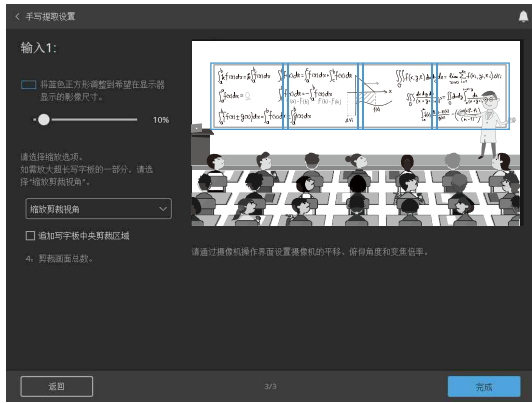 手写提取设置
输入1:
将蓝色正方形调整到希望在显示器
显示的影像尺寸。
10%
请选择缩放选项。
如需放大超长写字板的一部分，请选
择"缩放剪裁视角"。
缩放剪裁视角
追加写字板中央剪裁区域
4：剪裁画面总数。
请通过摄像机操作界面设置摄像机的平移、俯仰角度和变焦倍率。
返回
3/3
完成